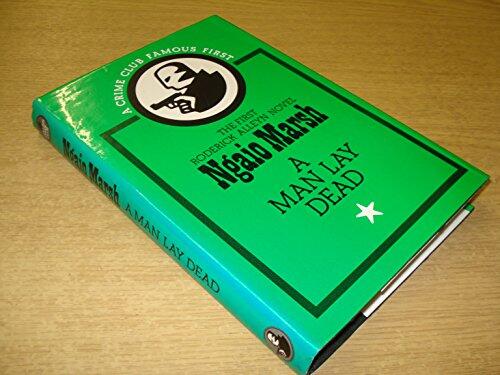 A CRIME CLUB FAMOUS FIRST
THE FIRST
RODERICK ALLEYN NOVEL
Ngaio Marsh
A
MAN LAY
DEAD
Ngaio Marsh A MAN LAY DEAD